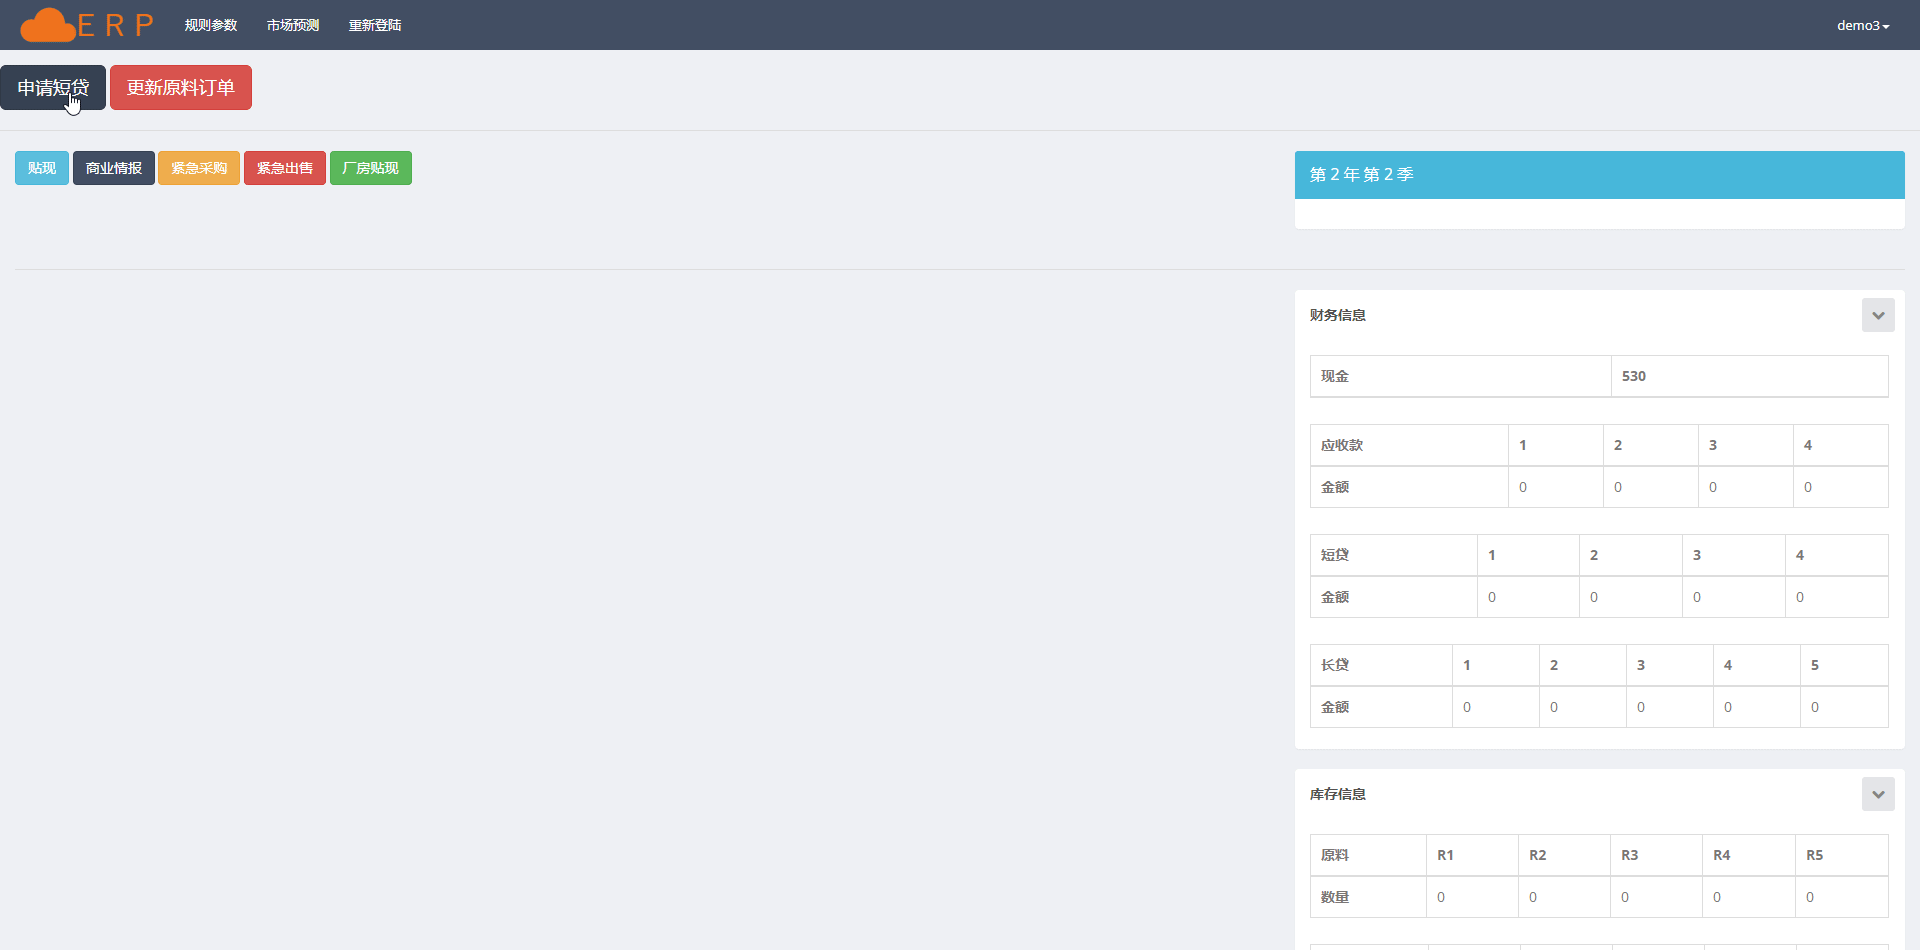 ERP 规则参数 市场预测 重新登陆 demo3
申请短贷 更新原料订单
贴现 商业情报 紧急采购 紧急出售 厂房贴现
第 2 年 第 2 季
财务信息
现金 530
应收款 1 2 3 4
金额 0 0 0 0
短贷 1 2 3 4
金额 0 0 0 0
长贷 1 2 3 4 5
金额 0 0 0 0 0
库存信息
原料 R1 R2 R3 R4 R5
数量 0 0 0 0 0